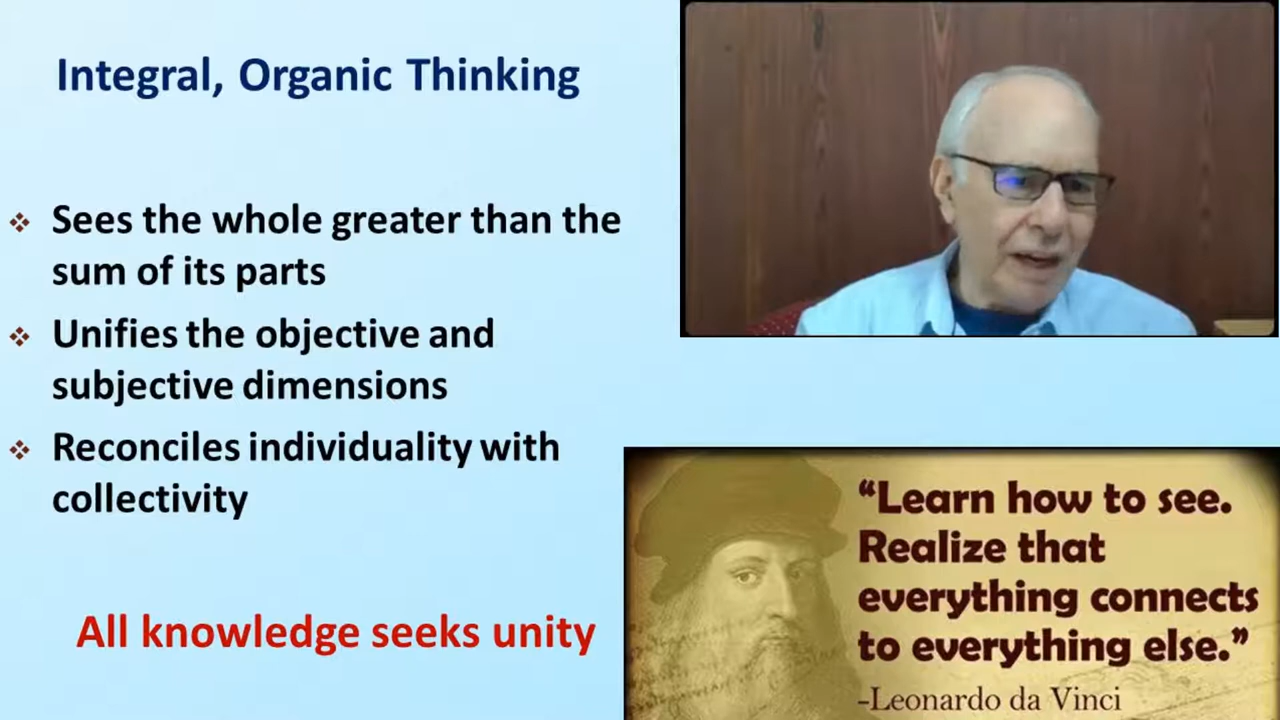 Integral, Organic Thinking
Sees the whole greater than the
sum of its parts
Unifies the objective and
subjective dimensions
Reconciles individuality with
collectivity
All knowledge seeks unity
“Learn how to see.
Realize that
everything connects
to everything else.”
-Leonardo da Vinci